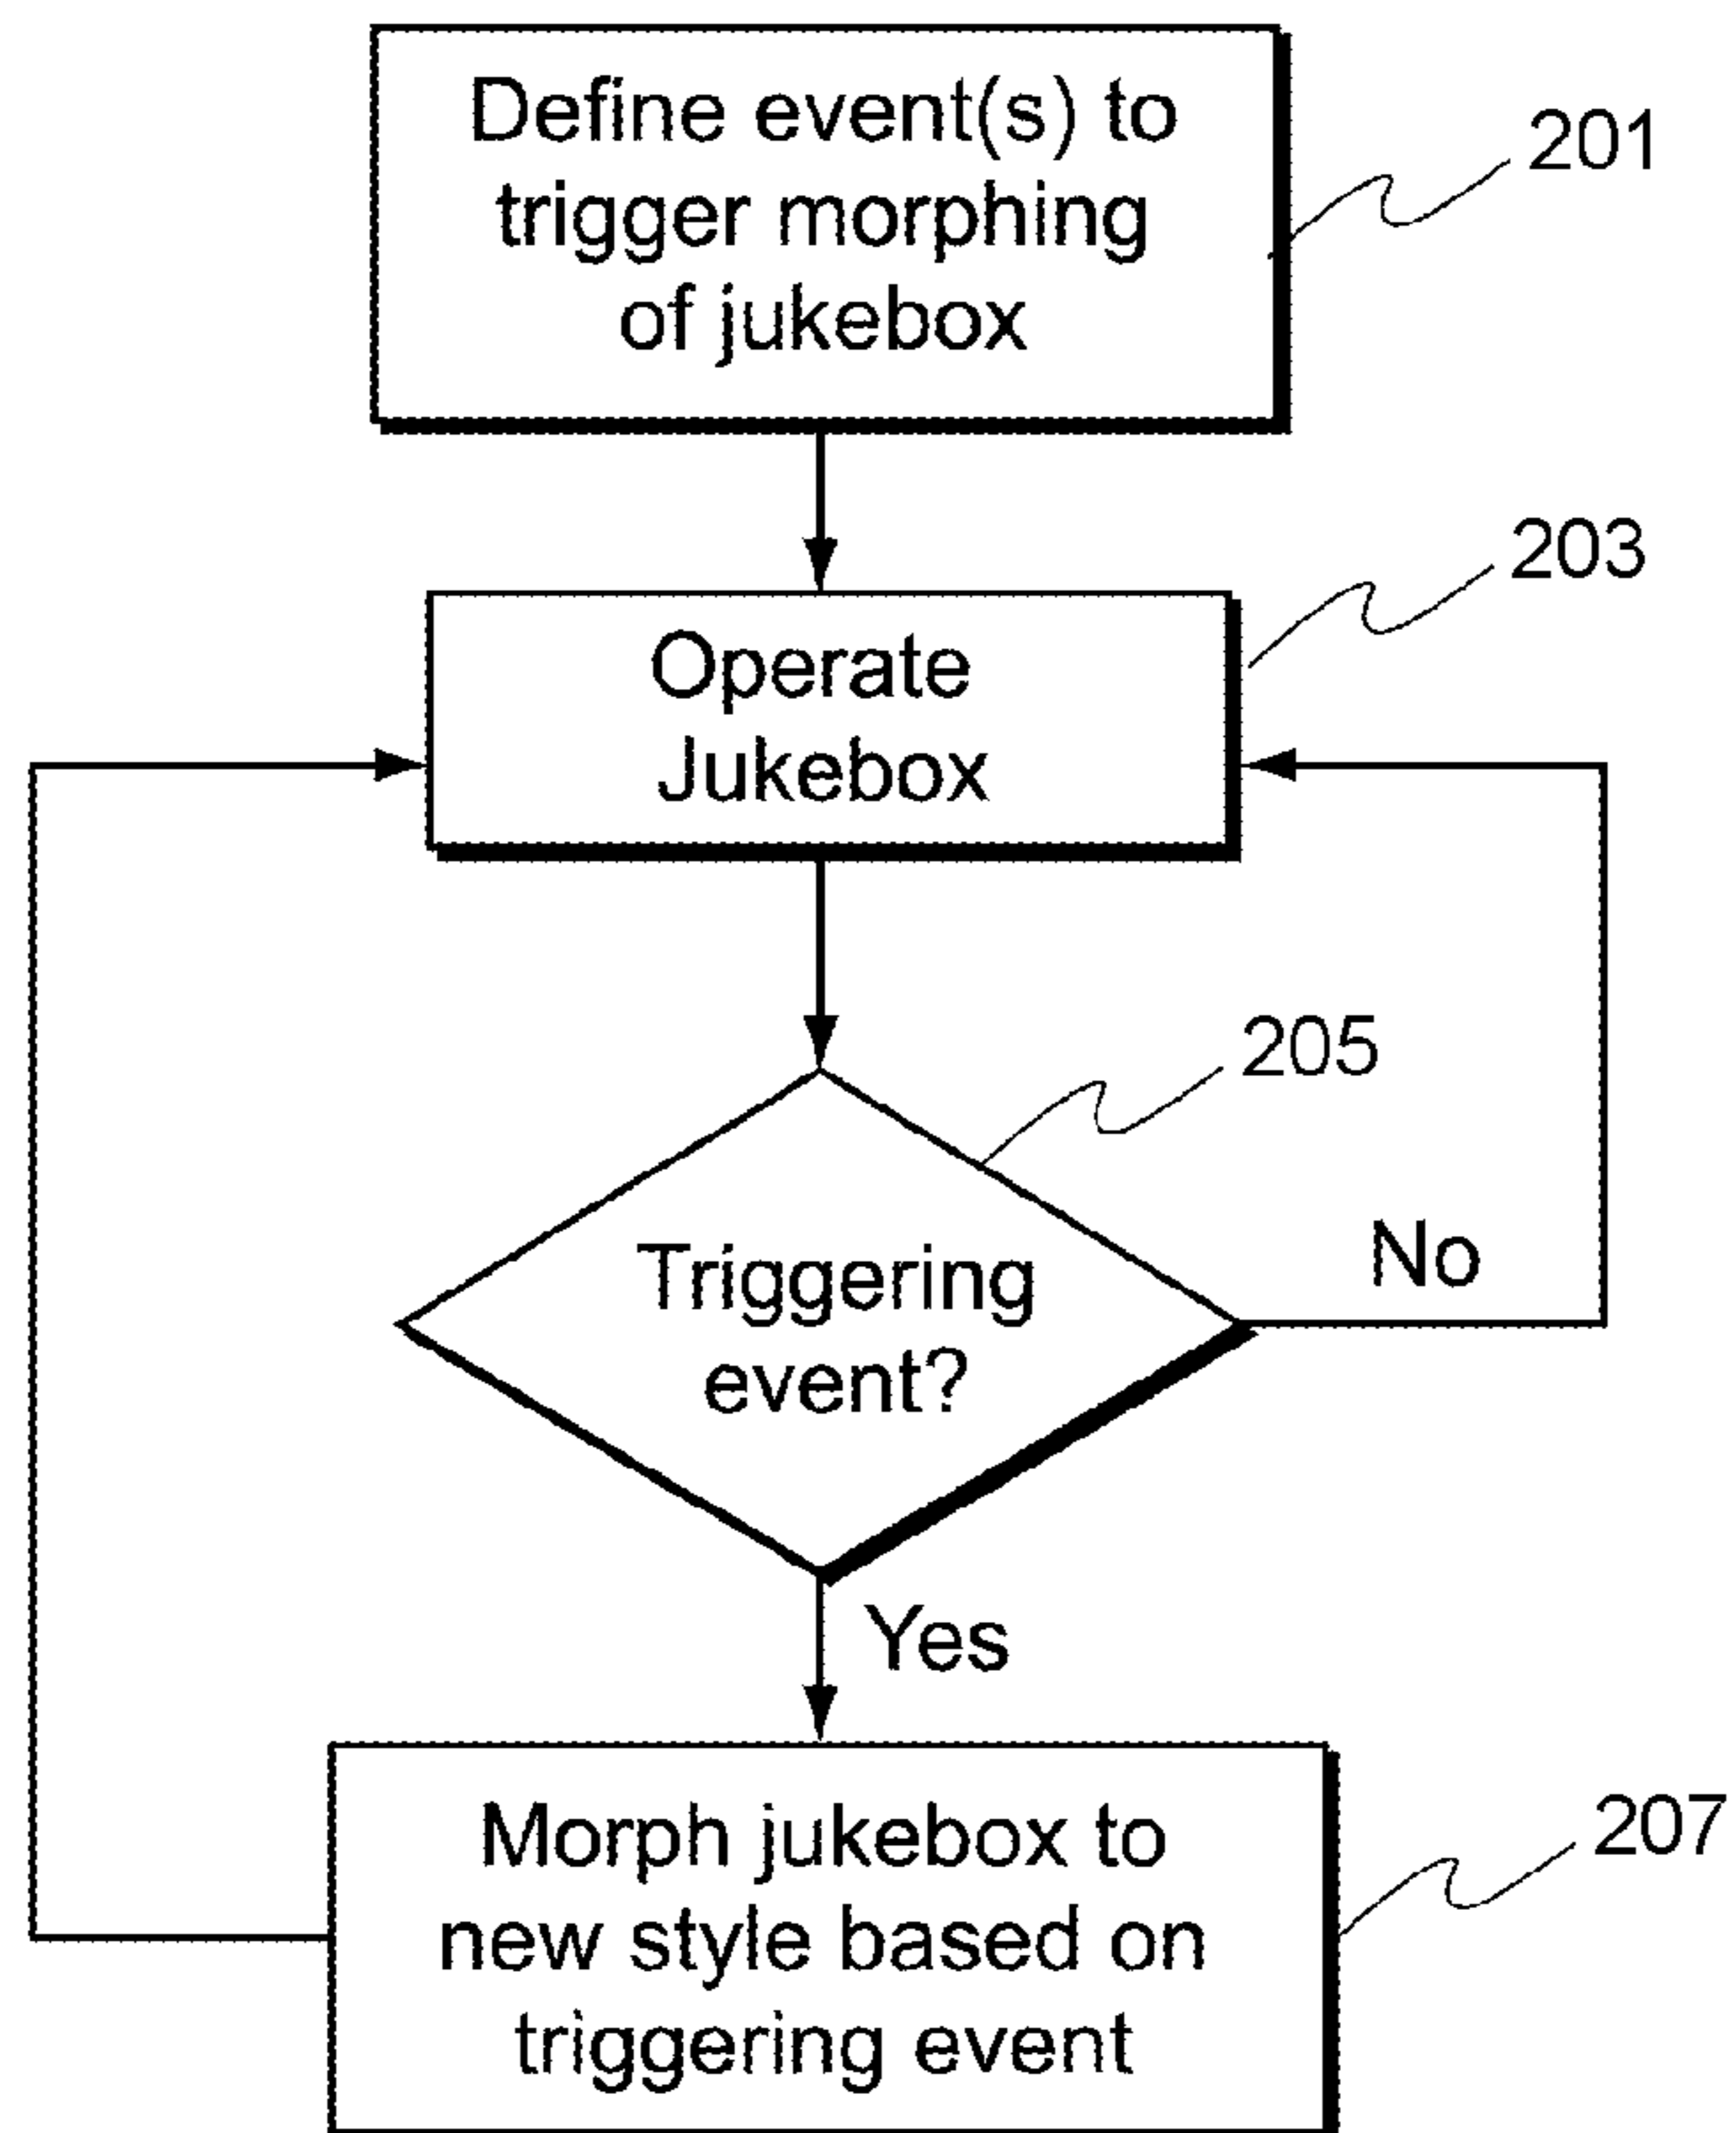 Define event(s) to
trigger morphing
of jukebox
201
203
Operate
Jukebox
205
Triggering
event?
No
Yes
Morph jukebox to
new style based on
triggering event
207